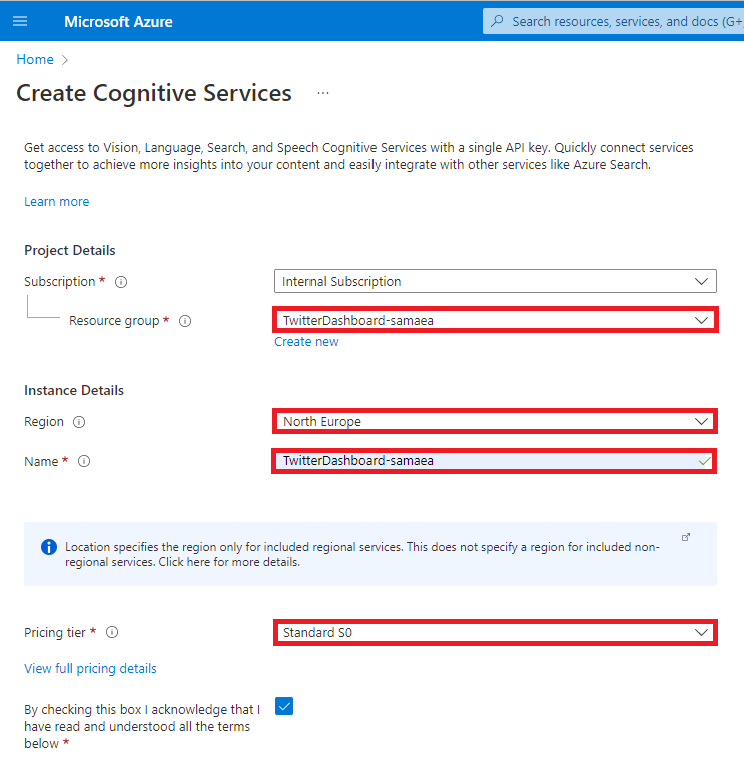 Microsoft Azure
Search resources, services, and docs (G+/
Home
Create Cognitive Services
...
Get access to Vision, Language, Search, and Speech Cognitive Services with a single API key. Quickly connect services
together to achieve more insights into your content and easily integrate with other services like Azure Search.
Learn more
Project Details
Subscription *
Internal Subscription
Resource group *
TwitterDashboard-samaea
Create new
Instance Details
Region
North Europe
Name *
TwitterDashboard-samaea
Location specifies the region only for included regional services. This does not specify a region for included non-
regional services. Click here for more details.
Pricing tier *
Standard S0
View full pricing details
By checking this box I acknowledge that I
have read and understood all the terms
below *